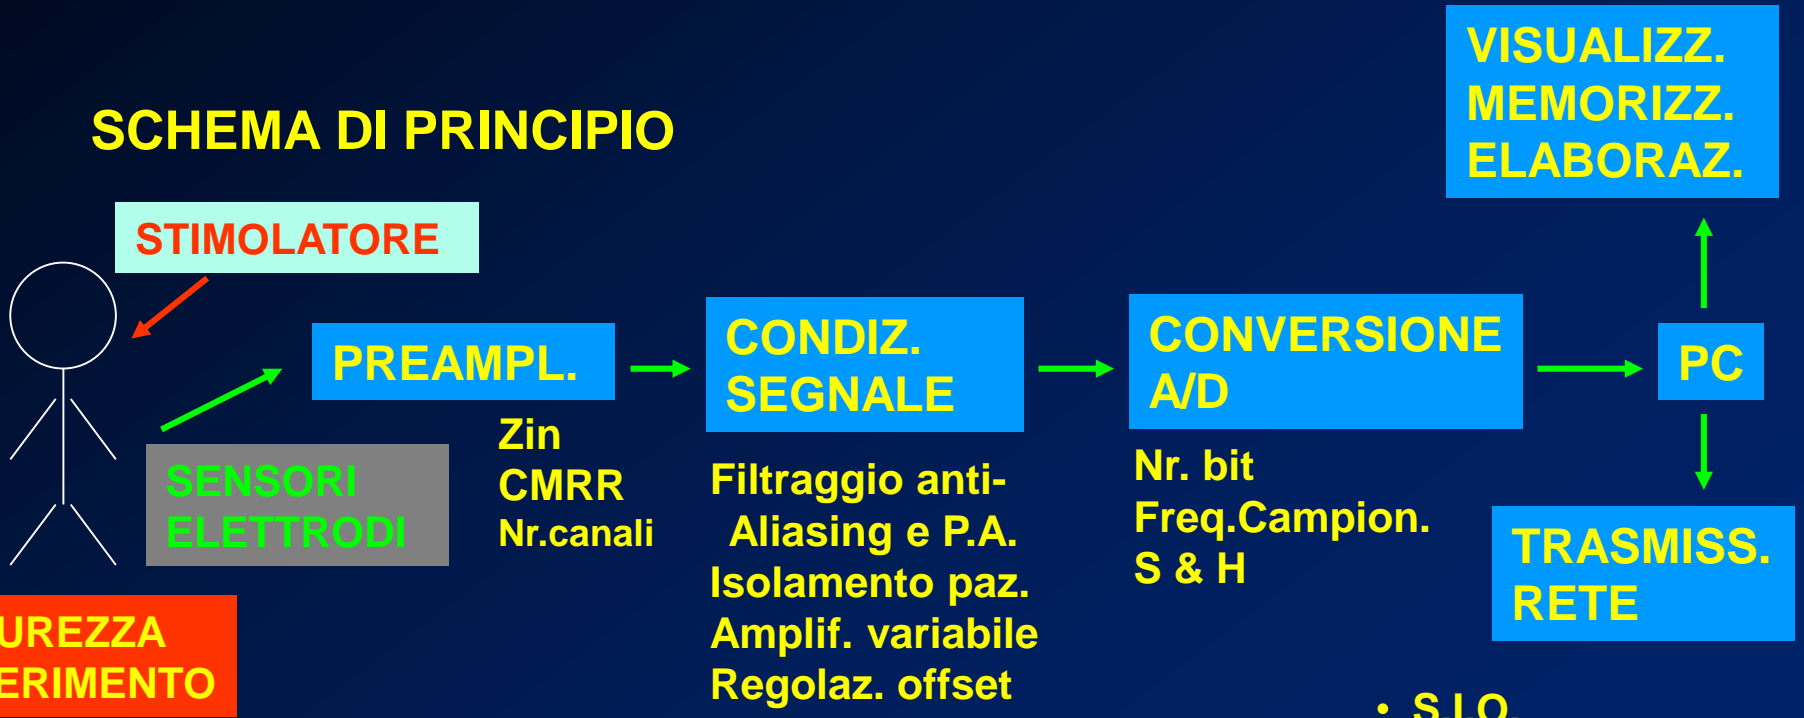 SCHEMA DI PRINCIPIO
STIMOLATORE
SENSORI
ELETTRODI
PREAMPL.
Zin
CMRR
Nr.canali
CONDIZ.
SEGNALE
Filtraggio anti-
Aliasing e P.A.
Isolamento paz.
Amplif. variabile
Regolaz. offset
CONVERSIONE
A/D
Nr. bit
Freq.Campion.
S & H
PC
VISUALIZZ.
MEMORIZZ.
ELABORAZ.
TRASMISS.
RETE
UREZZA
ERIMENTO
• S.I.O.